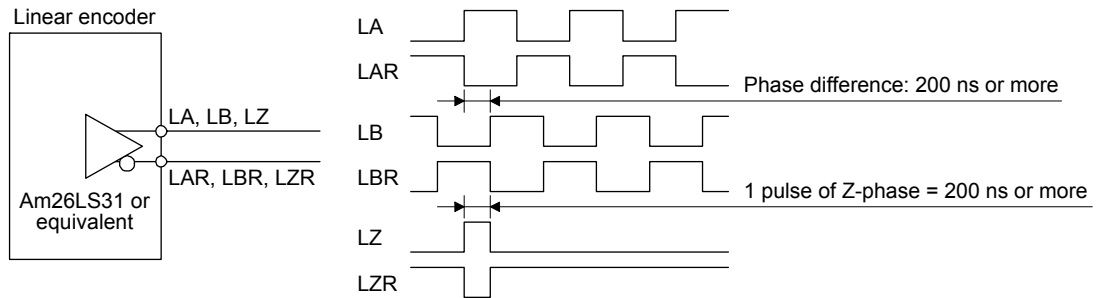 Linear encoder
LA, LB, LZ
LAR, LBR, LZR
Am26LS31 or
equivalent
LA
LAR
Phase difference: 200 ns or more
LB
LBR
1 pulse of Z-phase = 200 ns or more
LZ
LZR